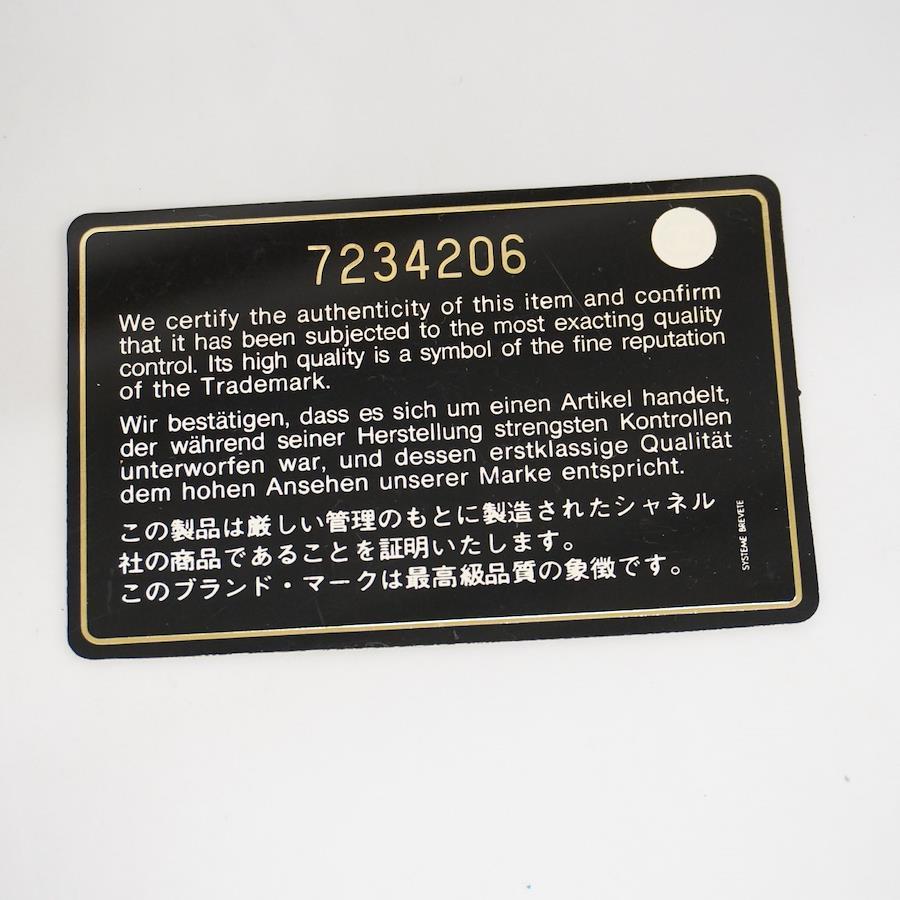 7234206
We certify the authenticity of this item and confirm
that it has been subjected to the most exacting quality
control. Its high quality is a symbol of the fine reputation
of the Trademark.
Wir bestätigen, dass es sich um einen Artikel handelt,
der während seiner Herstellung strengsten Kontrollen
unterworfen war, und dessen erstklassige Qualität
dem hohen Ansehen unserer Marke entspricht.
この製品は厳しい管理のもとに製造されたシャネル
社の商品であることを証明いたします。
このブランド・マークは最高級品質の象徴です。
SYSTEME BREVETE